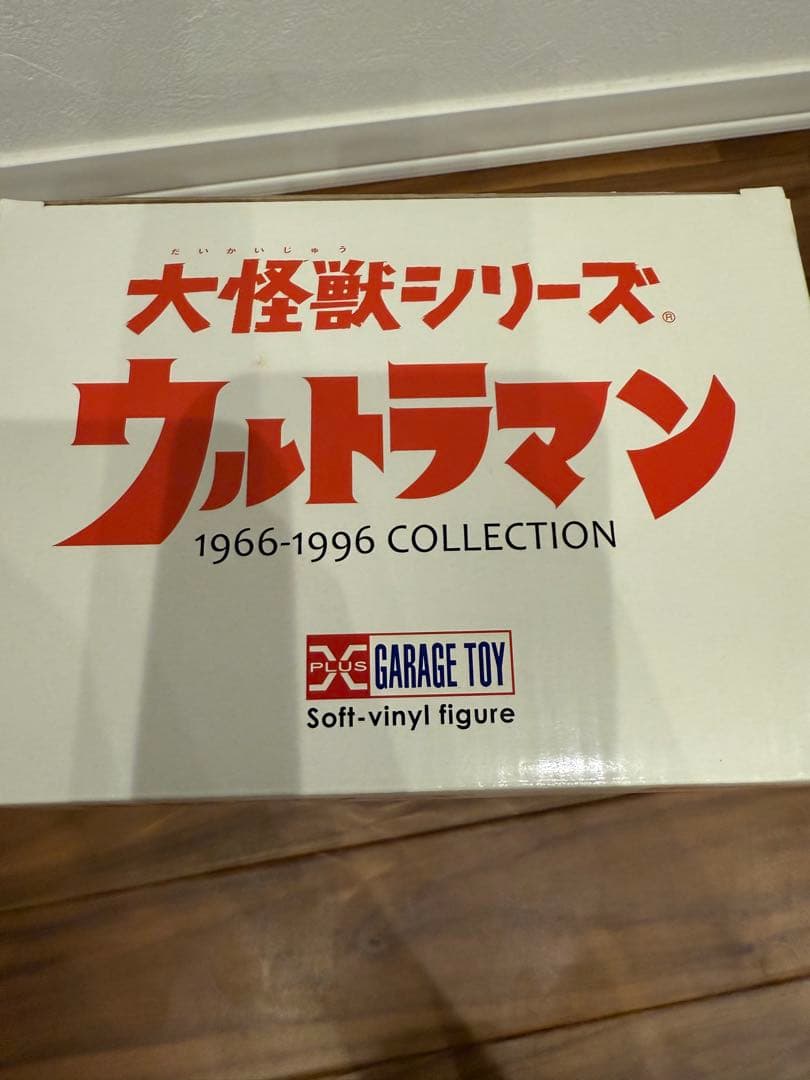 だいかいじゅう
大怪獣シリーズ®
ウルトラマン
1966-1996 COLLECTION
X PLUS GARAGE TOY
Soft-vinyl figure